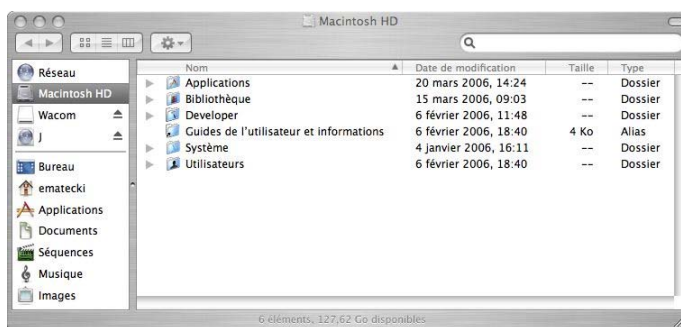 Macintosh HD
Réseau
Macintosh HD
Wacom
J
Bureau
ematecki
Applications
Documents
Séquences
Musique
Images
Nom Date de modification Taille Type
Applications 20 mars 2006, 14:24 -- Dossier
Bibliothèque 15 mars 2006, 09:03 -- Dossier
Developer 6 février 2006, 11:48 -- Dossier
Guides de l'utilisateur et informations 6 février 2006, 18:40 4 Ko Alias
Système 4 janvier 2006, 16:11 -- Dossier
Utilisateurs 6 février 2006, 18:40 -- Dossier
6 éléments, 127,62 Go disponibles